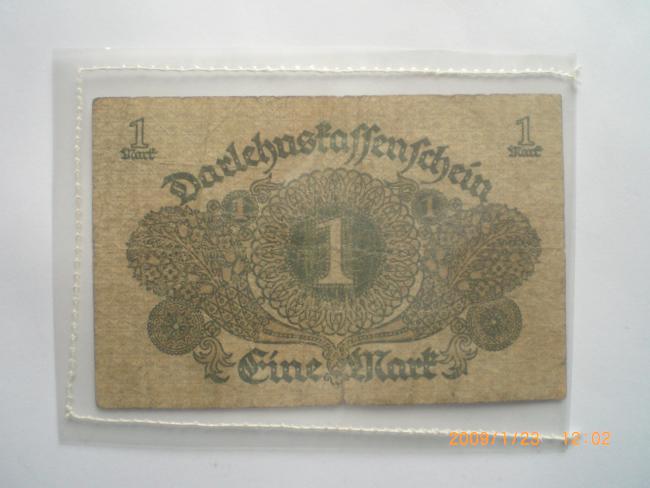 1 1
Mark Mark
Darlehnskassenschein
1 1
1
Eine Mark
2009/1/23 12:02